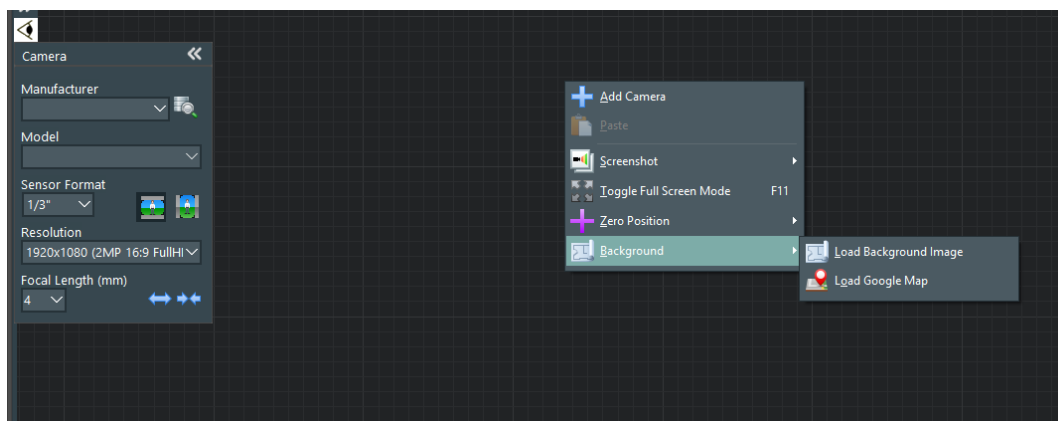 Camera
Manufacturer
Model
Sensor Format
1/3"
Resolution
1920x1080 (2MP 16:9 FullHI
Focal Length (mm)
4
Add Camera
Paste
Screenshot
Toggle Full Screen Mode F11
Zero Position
Background
Load Background Image
Load Google Map